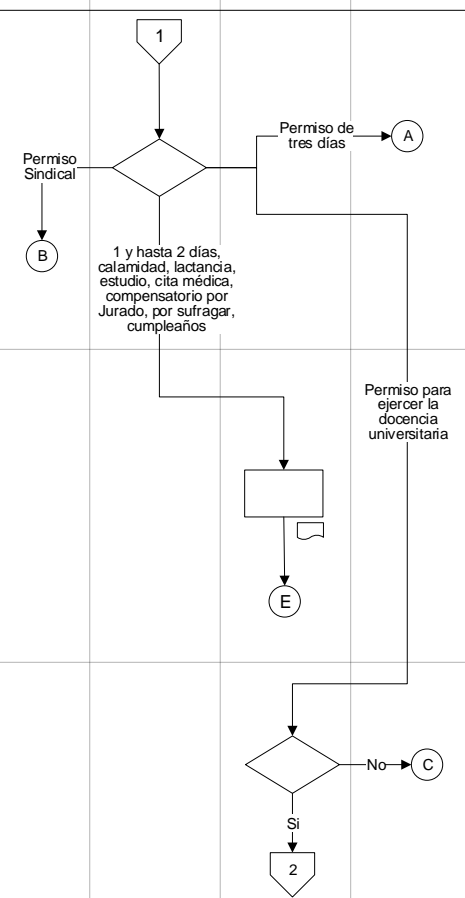 1
Permiso de
tres días
A
Permiso
Sindical
B
1 y hasta 2 días,
calamidad, lactancia,
estudio, cita médica,
compensatorio por
Jurado, por sufragar,
cumpleaños
Permiso para
ejercer la
docencia
universitaria
E
No
C
Si
2